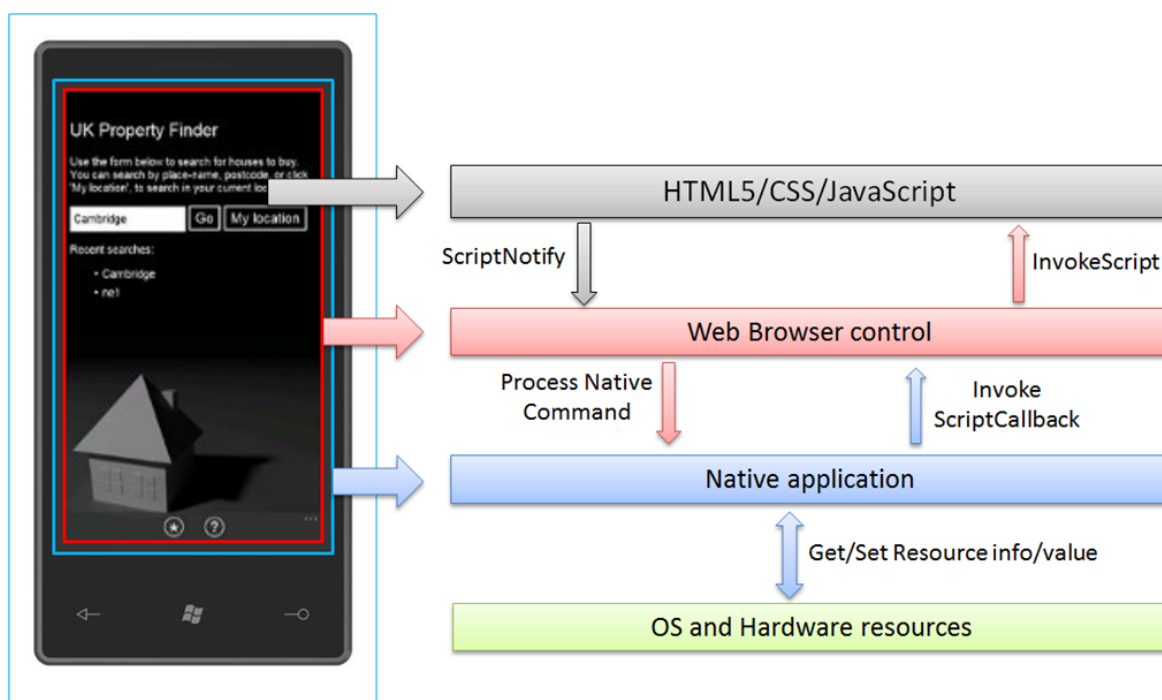 UK Property Finder
Use the form below to search for houses to buy.
You can search by place-name, postcode, or click
'My location', to search in your current loc
Cambridge
Go
My location
Recent searches:
• Cambridge
• ne1
HTML5/CSS/JavaScript
ScriptNotify
InvokeScript
Web Browser control
Process Native
Command
Invoke
ScriptCallback
Native application
Get/Set Resource info/value
OS and Hardware resources